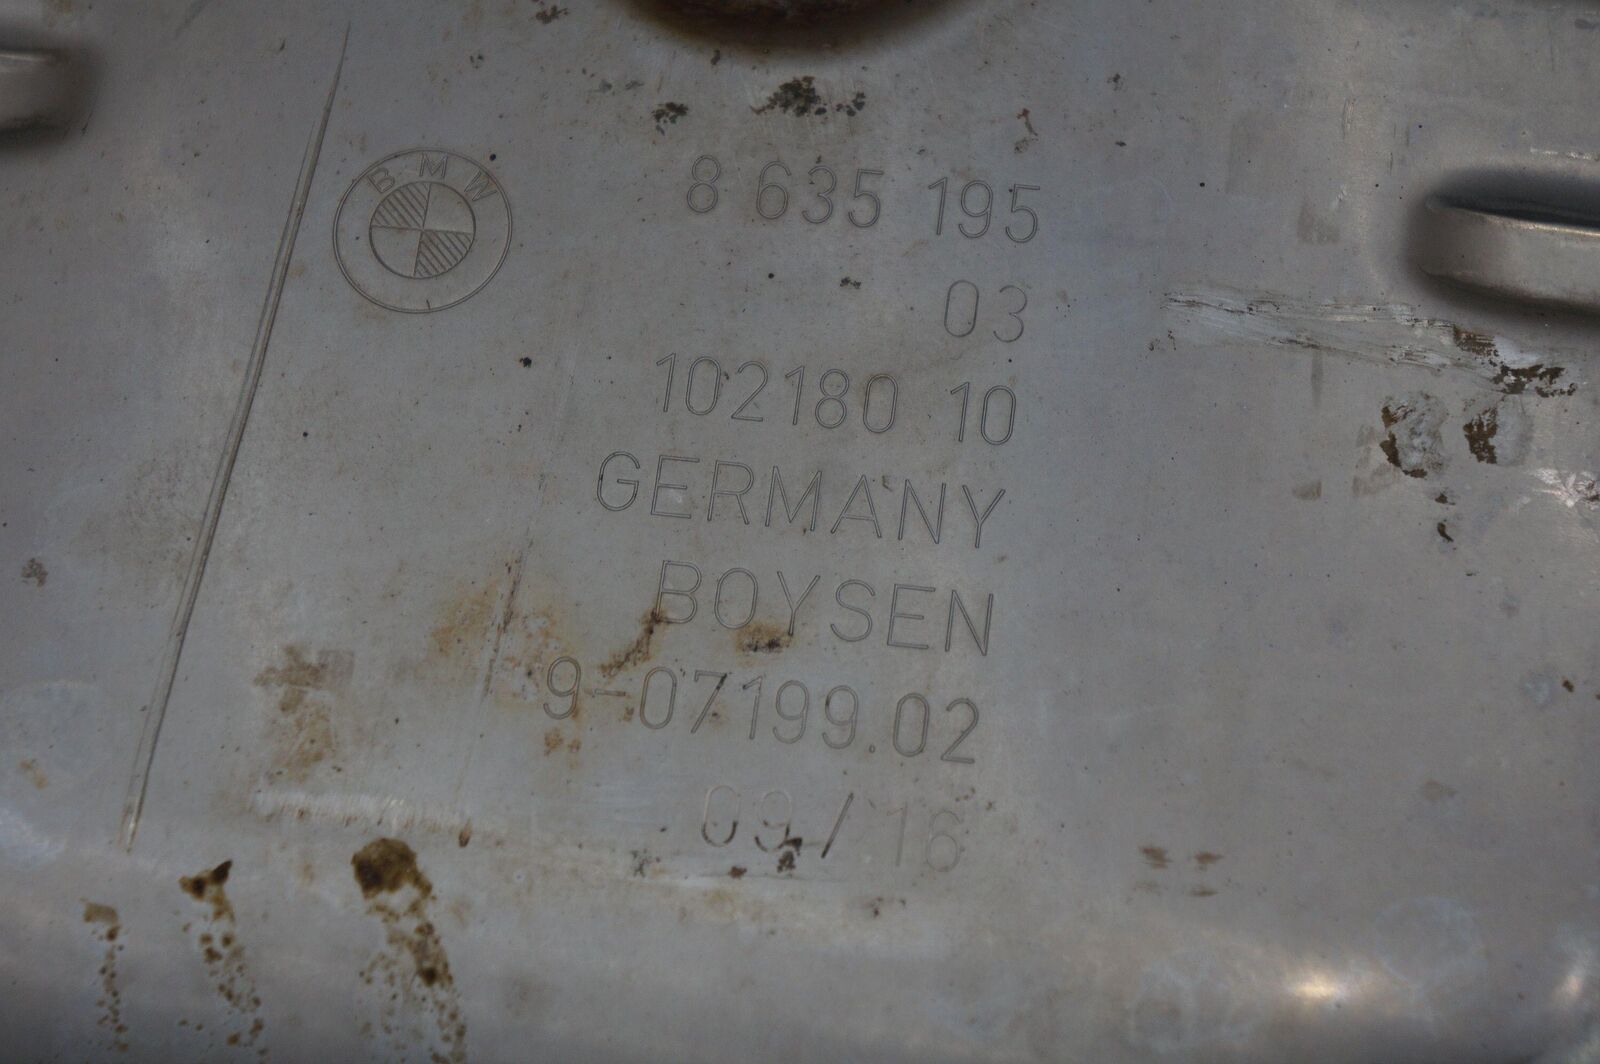 BMW
8 635 195
03
102180 10
GERMANY
BOYSEN
9-07199.02
09/16